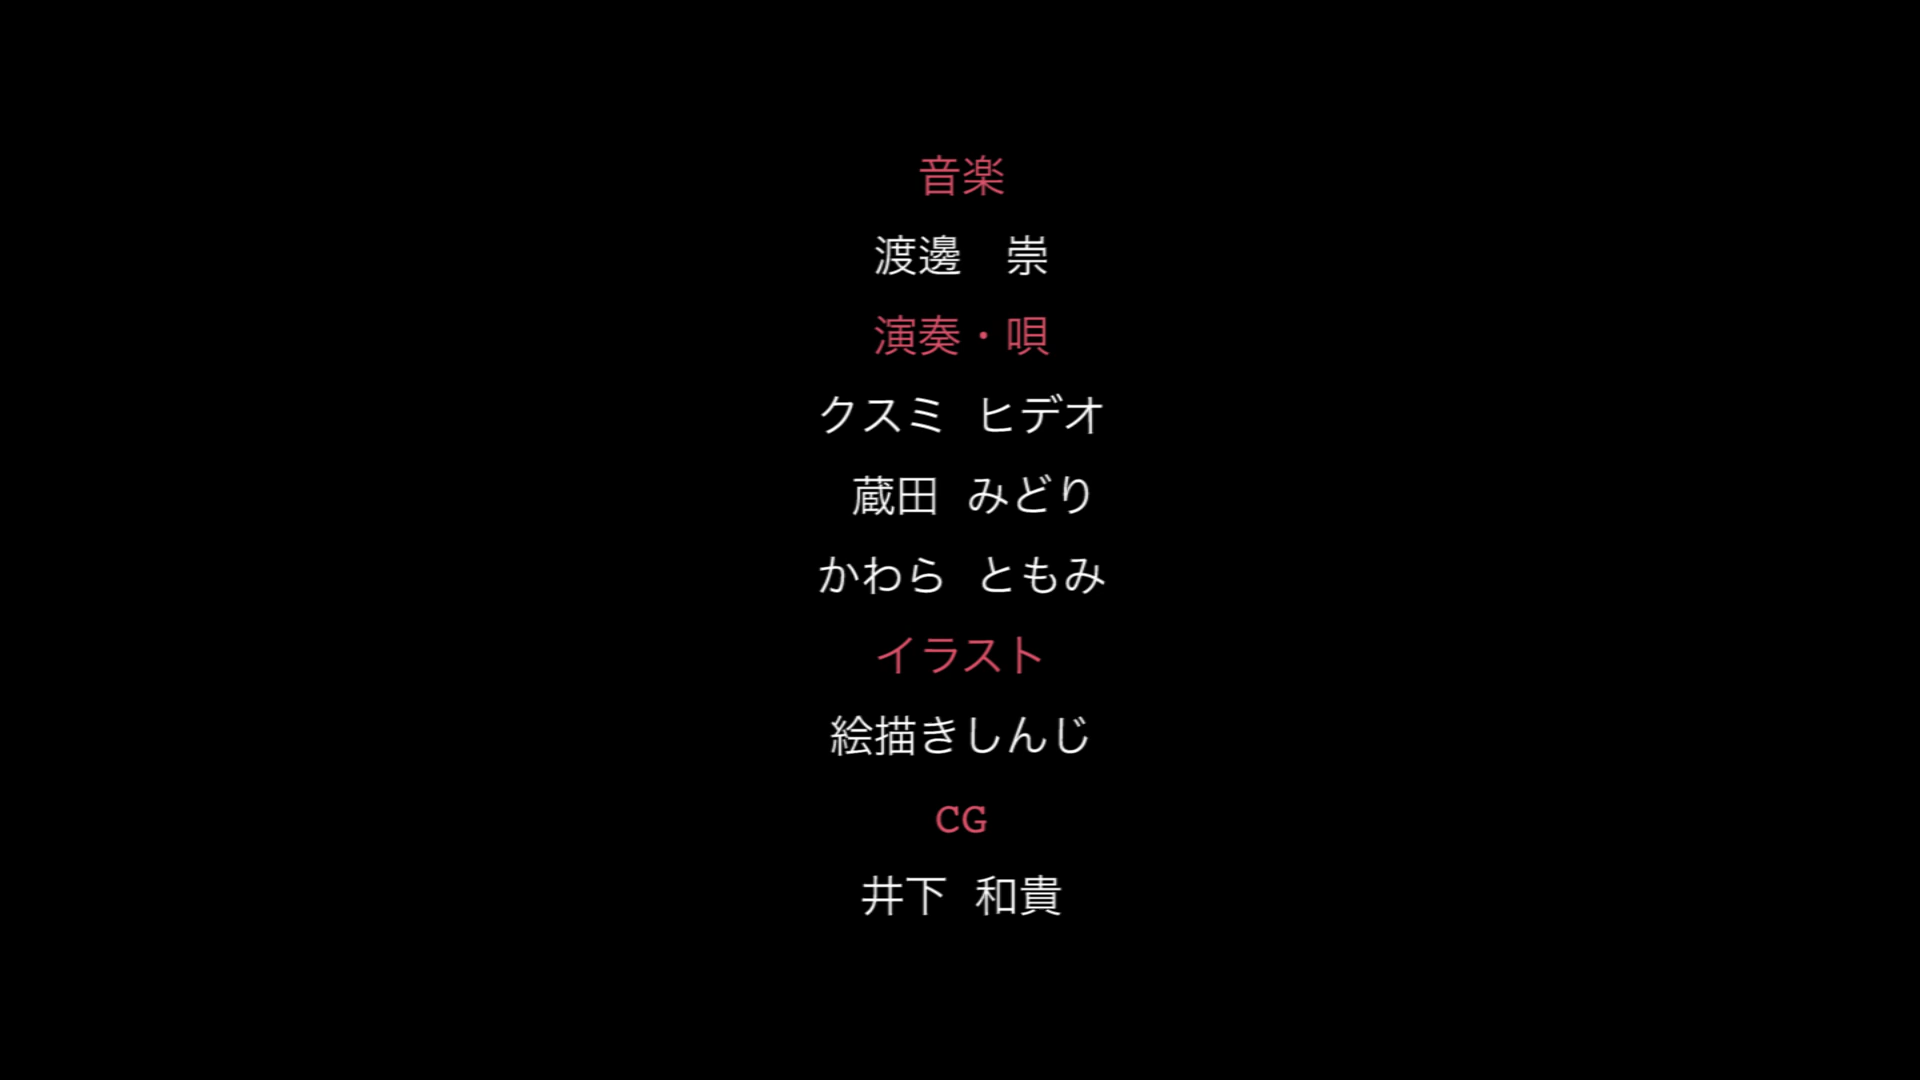 音楽
渡邊　崇
演奏・唄
クスミ ヒデオ
蔵田 みどり
かわら ともみ
イラスト
絵描きしんじ
CG
井下 和貴